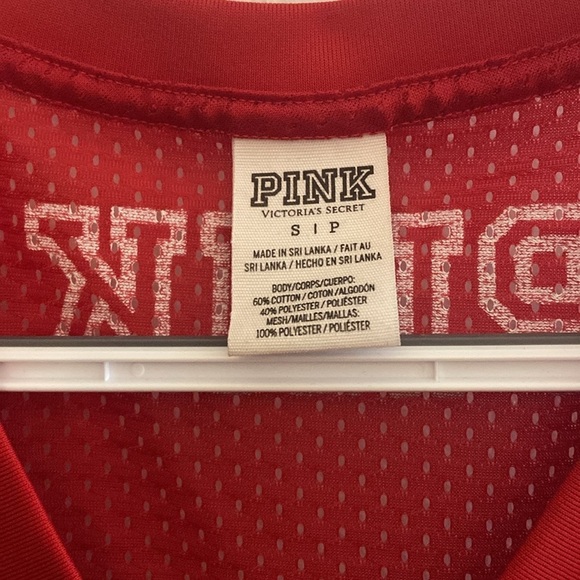 PINK
VICTORIA'S SECRET
S | P
MADE IN SRI LANKA / FAIT AU
SRI LANKA / HECHO EN SRI LANKA
BODY/CORPS/CUERPO:
60% COTTON / COTON /ALGODÓN
40% POLYESTER / POLIÉSTER
MESH/MAILLES/MALLAS:
100% POLYESTER / POLIÉSTER